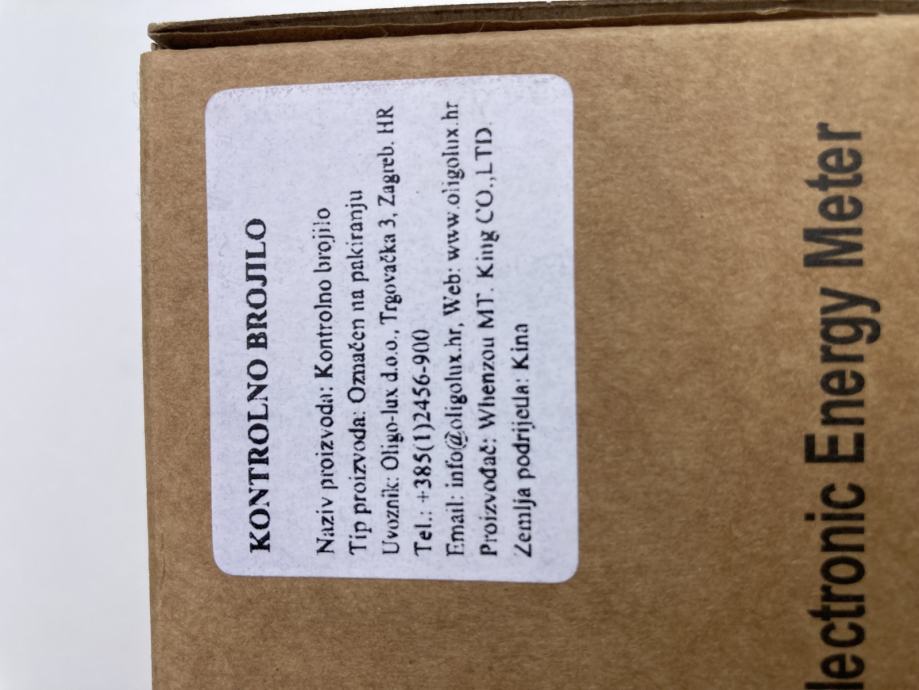 KONTROLNO BROJILO
Naziv proizvoda: Kontrolno brojilo
Tip proizvoda: Označen na pakiranju
Uvoznik: Oligo-lux d.o.o., Trgovačka 3, Zagreb. HR
Tel.: +385(1)2456-900
Email: info@oligolux.hr, Web: www.oligolux.hr
Proizvođač: Whenzou MT. King CO.,LTD.
Zemlja podrijetla: Kina
lectronic Energy Meter